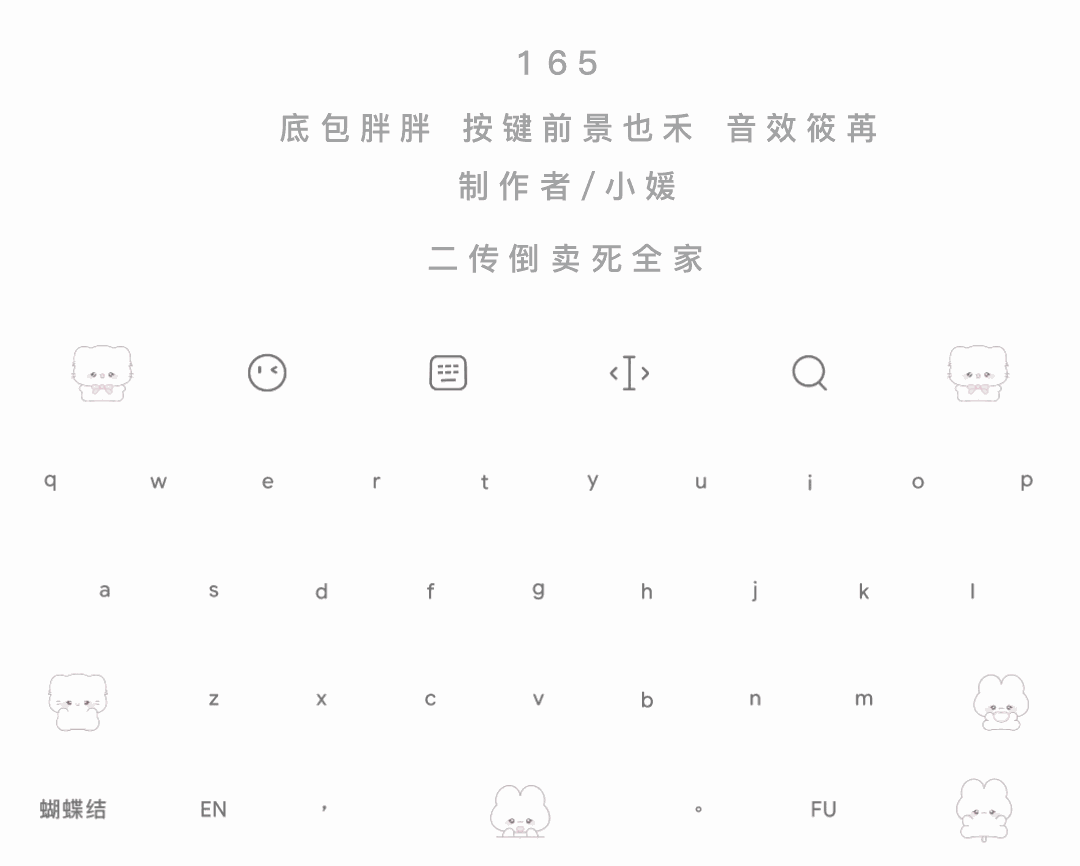 165
底包胖胖 按键前景也禾 音效筱苒
制作者/小媛
二传倒卖死全家
q w e r t y u i o p
a s d f g h j k l
z x c v b n m
蝴蝶结 EN ， 。 FU